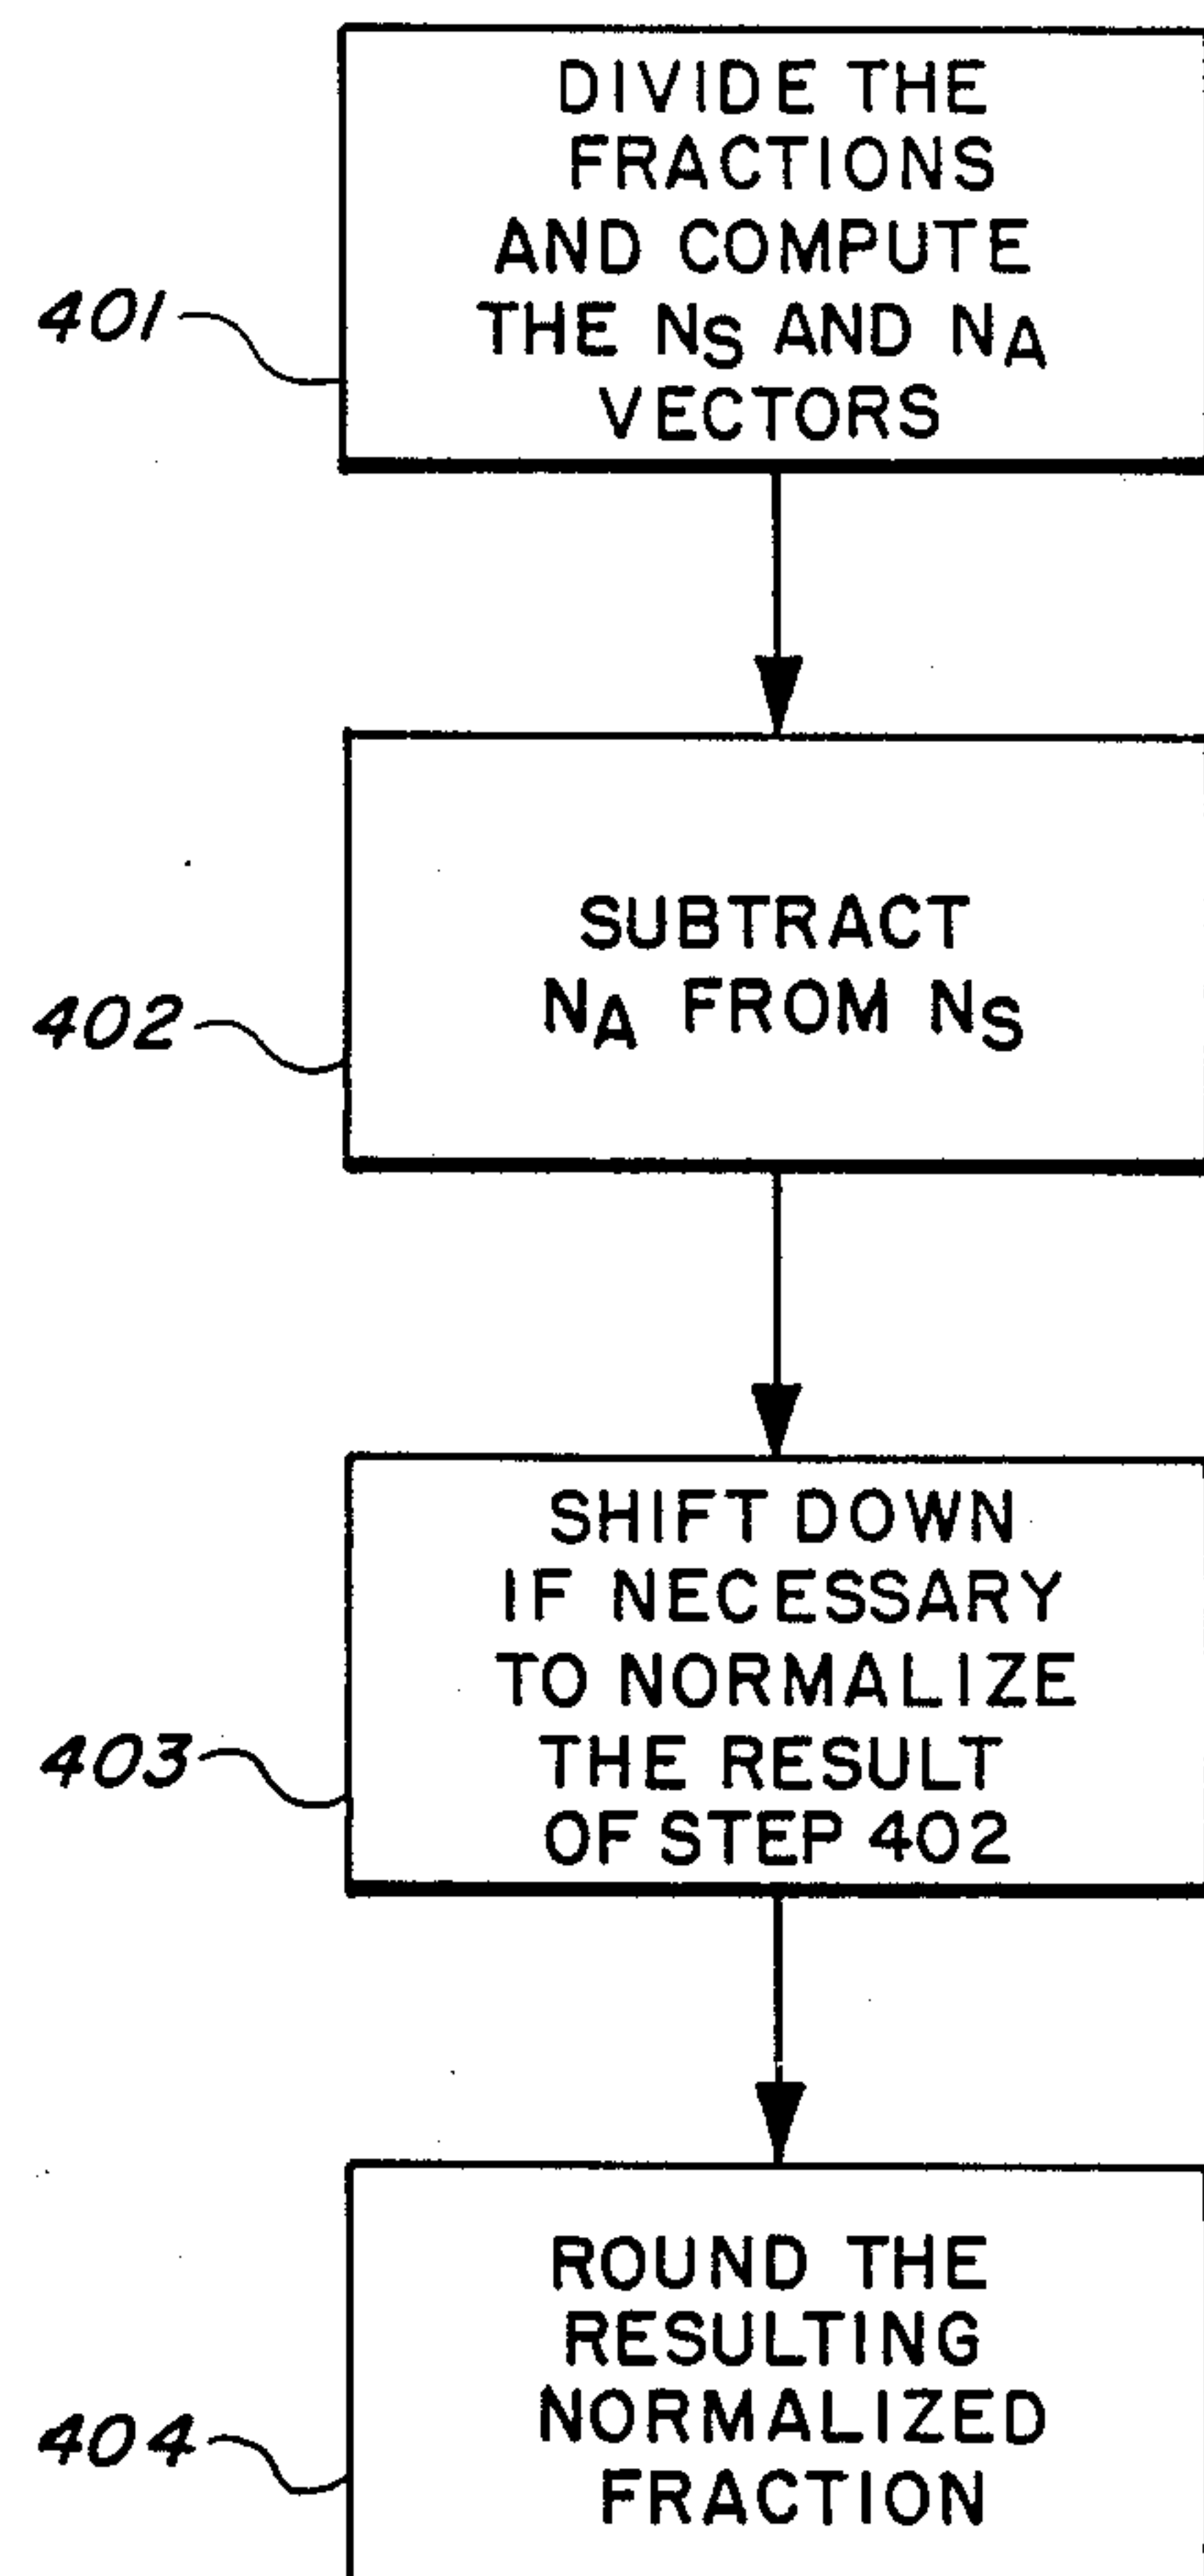 DIVIDE THE
FRACTIONS
AND COMPUTE
THE NS AND NA
VECTORS
401
SUBTRACT
NA FROM NS
402
SHIFT DOWN
IF NECESSARY
TO NORMALIZE
THE RESULT
OF STEP 402
403
ROUND THE
RESULTING
NORMALIZED
FRACTION
404